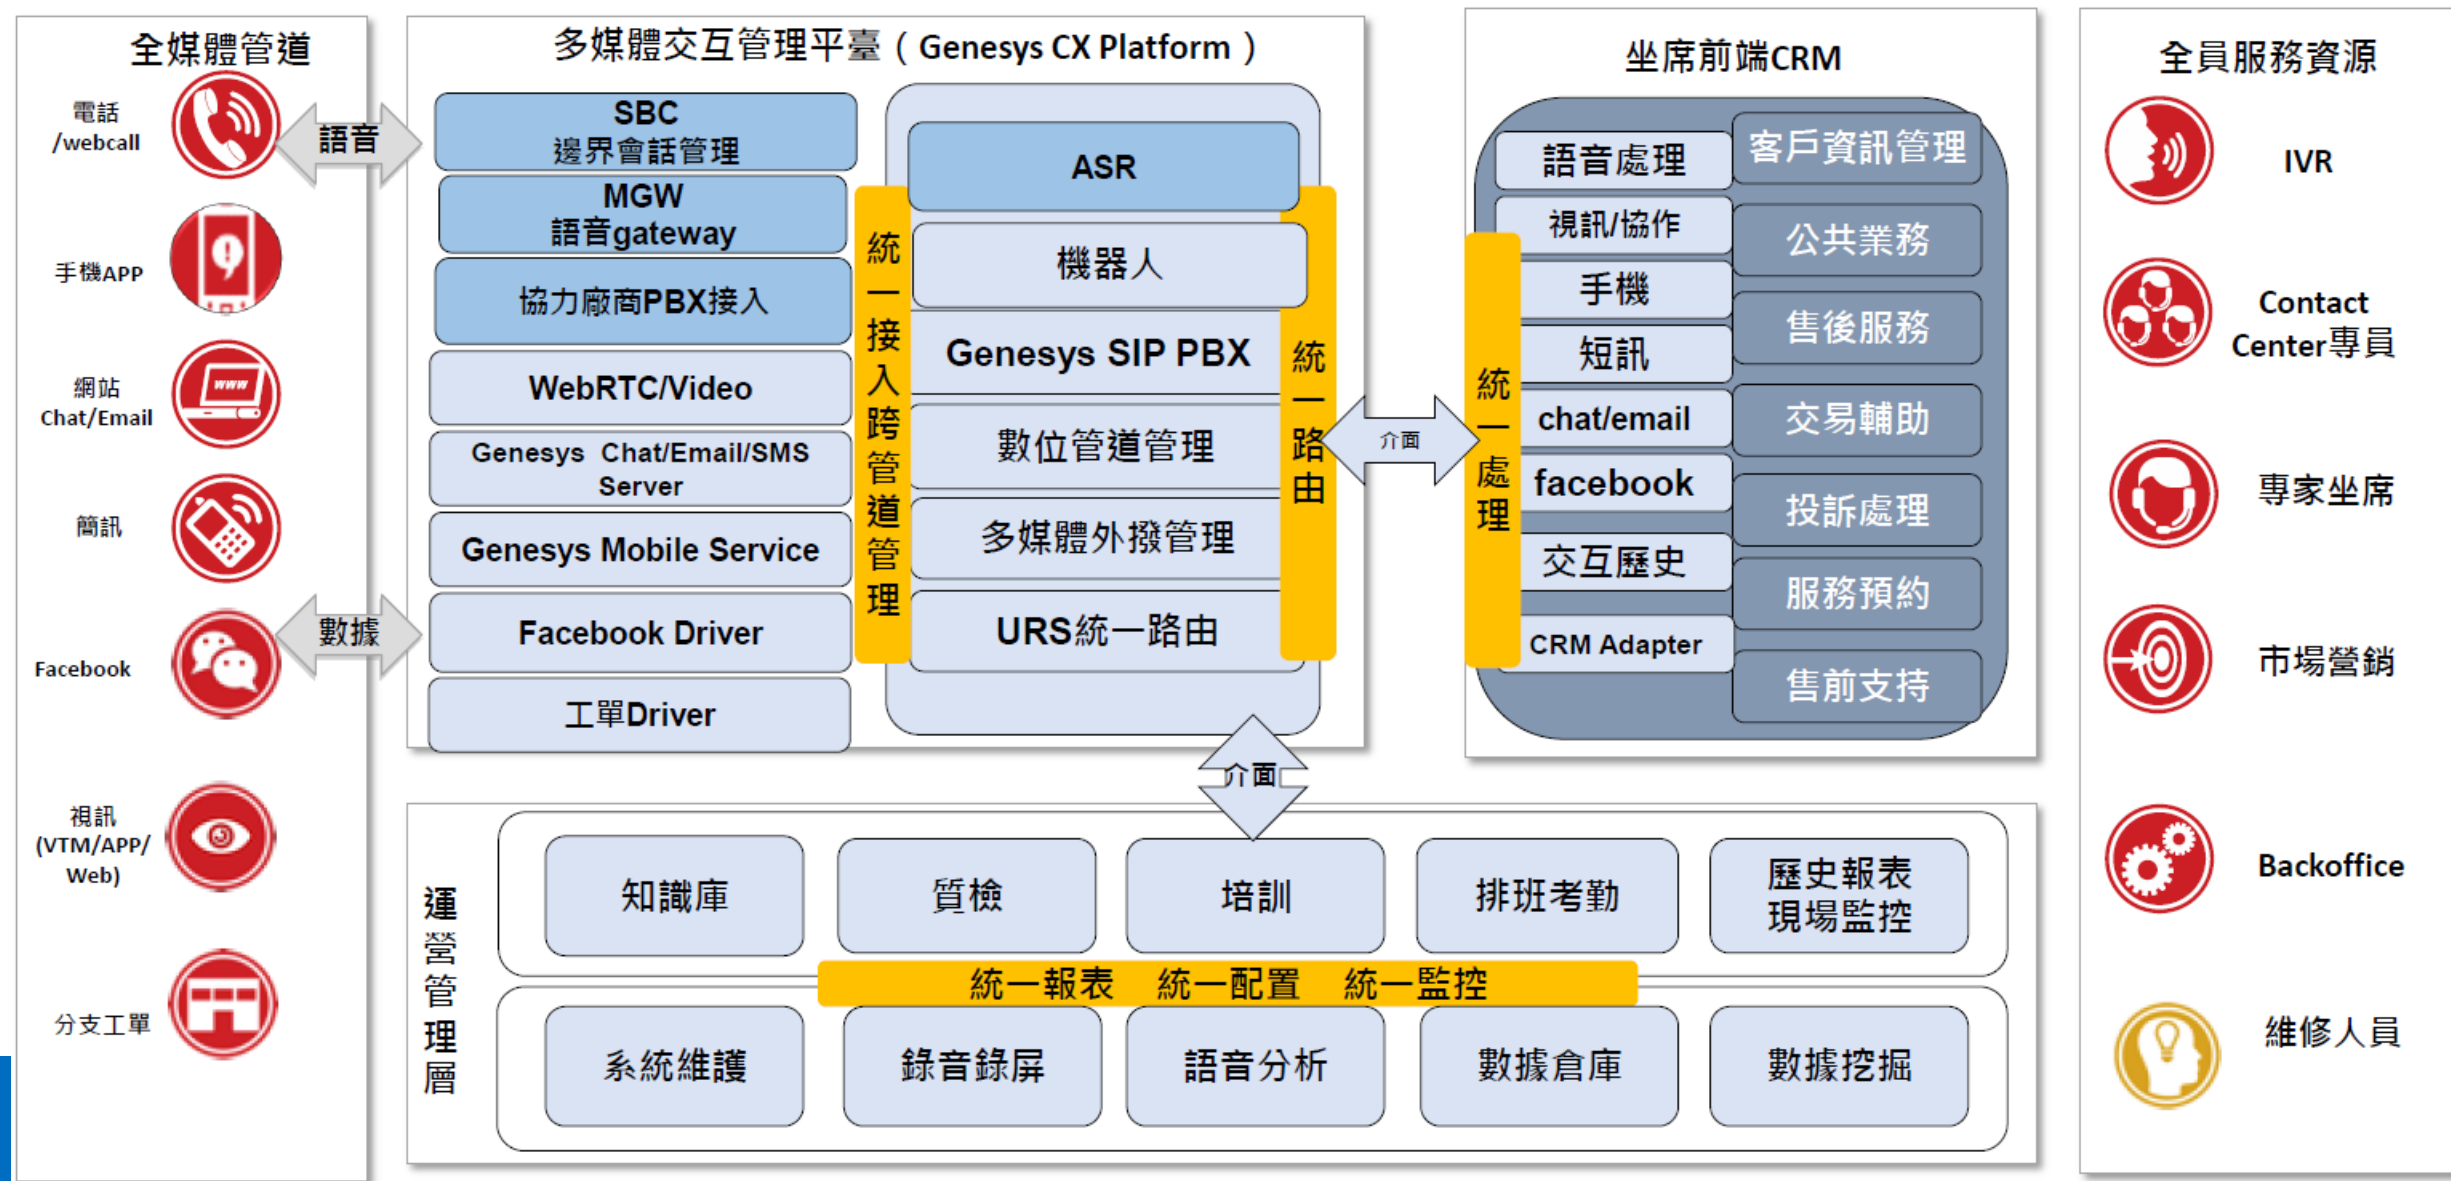 全媒體管道
電話
/webcall
手機APP
網站
Chat/Email
簡訊
Facebook
視訊
(VTM/APP/
Web)
分支工單
語音
數據
多媒體交互管理平臺（Genesys CX Platform）
SBC
邊界會話管理
MGW
語音gateway
協力廠商PBX接入
WebRTC/Video
Genesys Chat/Email/SMS
Server
Genesys Mobile Service
Facebook Driver
工單Driver
統一接入跨管道管理
ASR
機器人
Genesys SIP PBX
數位管道管理
多媒體外撥管理
URS統一路由
統一路由
介面
介面
坐席前端CRM
統一處理
語音處理
視訊/協作
手機
短訊
chat/email
facebook
交互歷史
CRM Adapter
客戶資訊管理
公共業務
售後服務
交易輔助
投訴處理
服務預約
售前支持
運營管理層
知識庫
質檢
培訓
排班考勤
歷史報表
現場監控
統一報表 統一配置 統一監控
系統維護
錄音錄屏
語音分析
數據倉庫
數據挖掘
全員服務資源
IVR
Contact
Center專員
專家坐席
市場營銷
Backoffice
維修人員
www